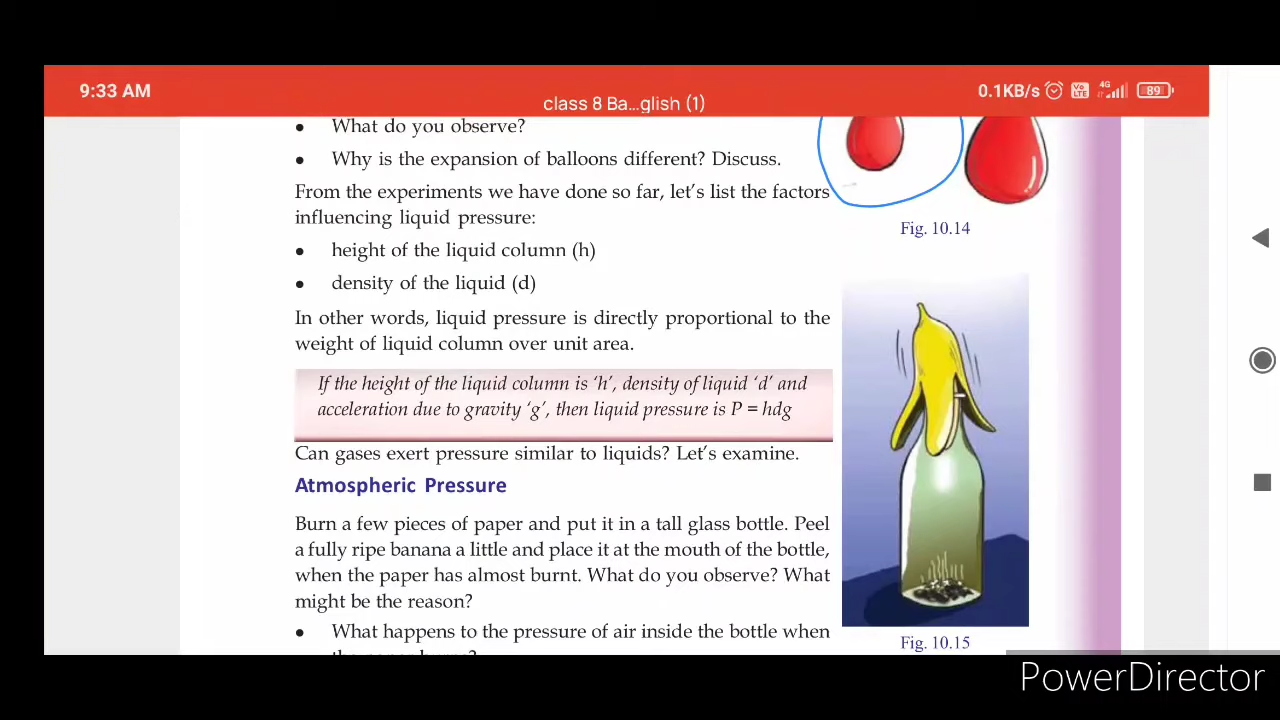 9:33 AM
class 8 Ba...glish (1)
0.1KB/s
Vo LTE
4G
89
• What do you observe?
• Why is the expansion of balloons different? Discuss.
From the experiments we have done so far, let's list the factors
influencing liquid pressure:
• height of the liquid column (h)
• density of the liquid (d)
In other words, liquid pressure is directly proportional to the
weight of liquid column over unit area.
If the height of the liquid column is 'h', density of liquid 'd' and
acceleration due to gravity 'g', then liquid pressure is P = hdg
Can gases exert pressure similar to liquids? Let's examine.
Atmospheric Pressure
Burn a few pieces of paper and put it in a tall glass bottle. Peel
a fully ripe banana a little and place it at the mouth of the bottle,
when the paper has almost burnt. What do you observe? What
might be the reason?
• What happens to the pressure of air inside the bottle when
Fig. 10.14
Fig. 10.15
PowerDirector